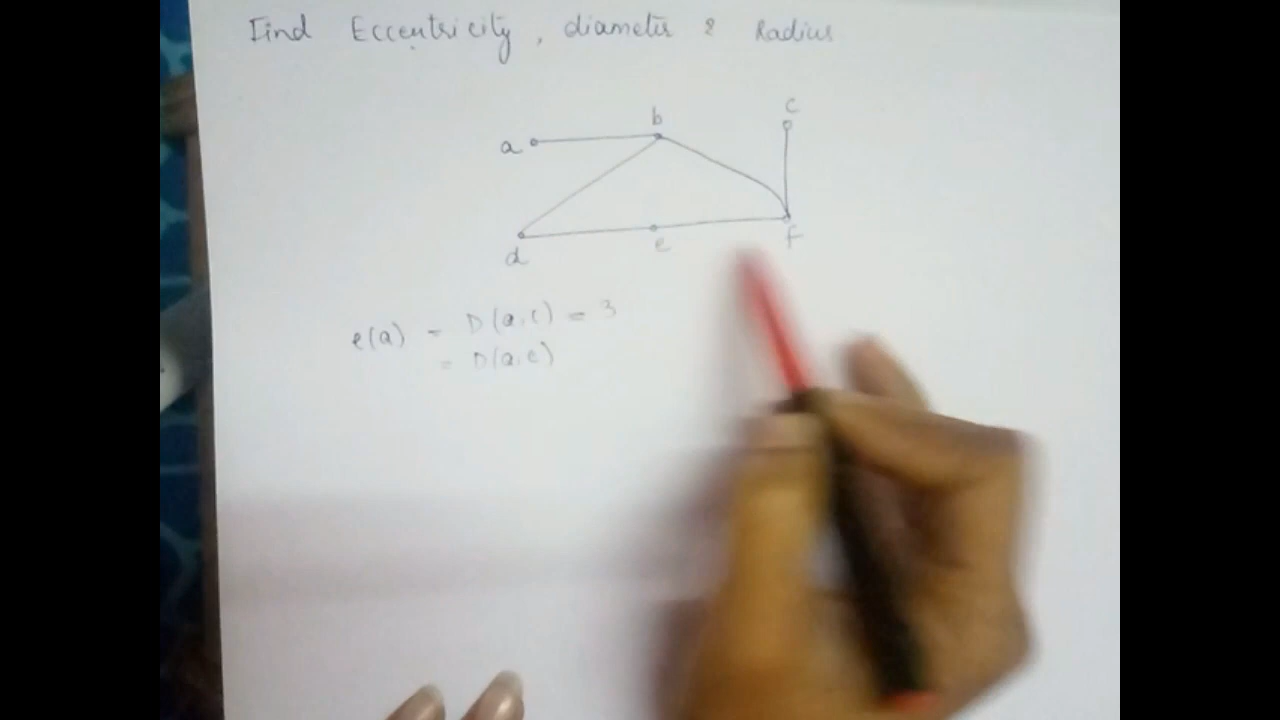 Find Eccentricity, diameter & Radius
b
c
a
d
e
f
e(a) = D(a,c) = 3
= D(a,e)